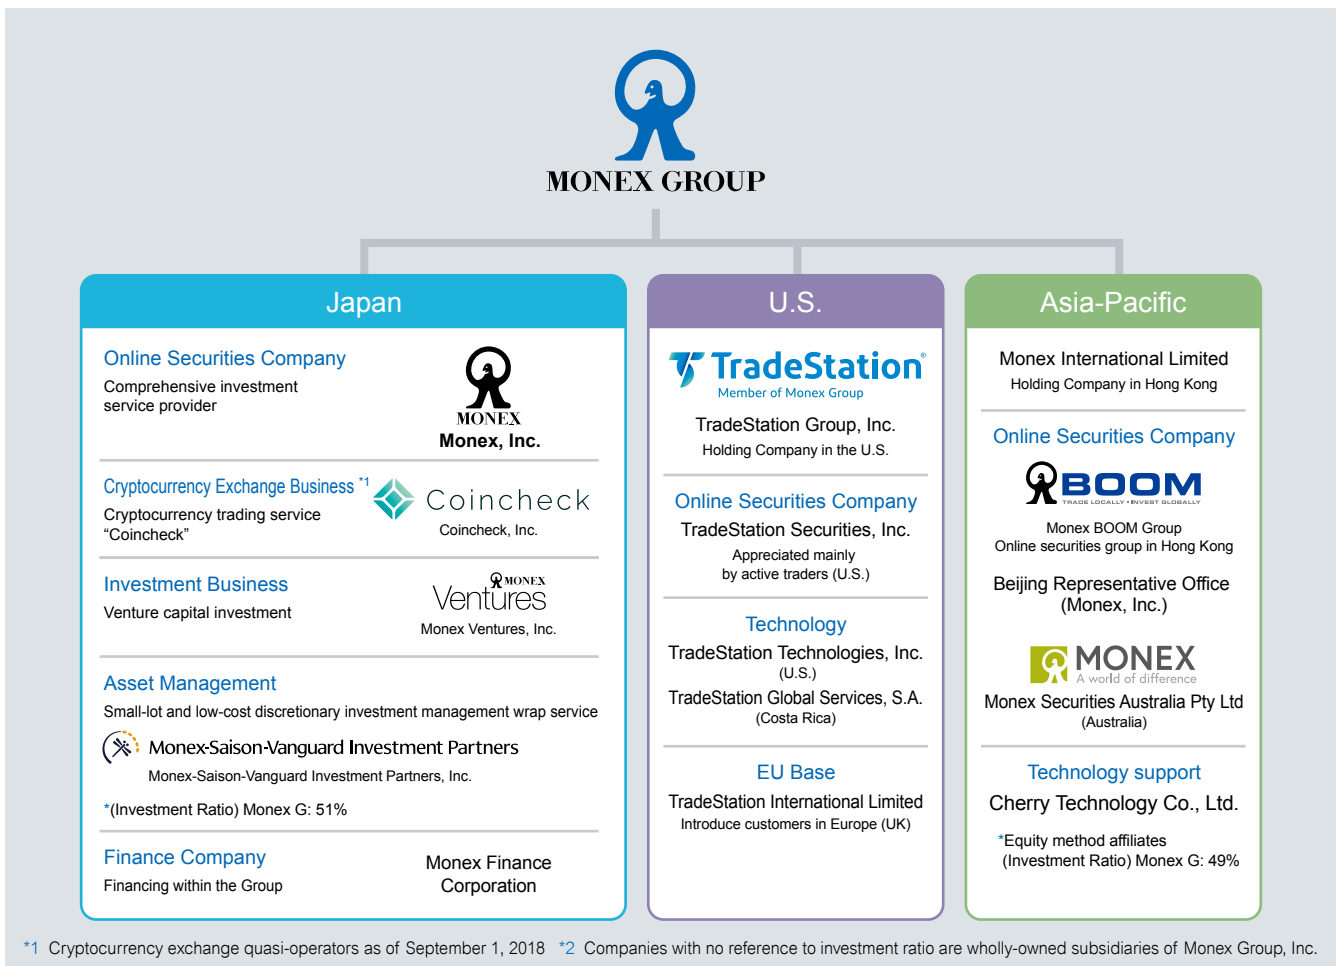 MONEX GROUP
Japan
Online Securities Company
Comprehensive investment
service provider
MONEX
Monex, Inc.
Cryptocurrency Exchange Business *1
Cryptocurrency trading service
“Coincheck”
Coincheck
Coincheck, Inc.
Investment Business
Venture capital investment
MONEX
Ventures
Monex Ventures, Inc.
Asset Management
Small-lot and low-cost discretionary investment management wrap service
Monex-Saison-Vanguard Investment Partners
Monex-Saison-Vanguard Investment Partners, Inc.
*(Investment Ratio) Monex G: 51%
Finance Company
Financing within the Group
Monex Finance
Corporation
U.S.
TradeStation®
Member of Monex Group
TradeStation Group, Inc.
Holding Company in the U.S.
Online Securities Company
TradeStation Securities, Inc.
Appreciated mainly
by active traders (U.S.)
Technology
TradeStation Technologies, Inc.
(U.S.)
TradeStation Global Services, S.A.
(Costa Rica)
EU Base
TradeStation International Limited
Introduce customers in Europe (UK)
Asia-Pacific
Monex International Limited
Holding Company in Hong Kong
Online Securities Company
BOOM
TRADE LOCALLY • INVEST GLOBALLY
Monex BOOM Group
Online securities group in Hong Kong
Beijing Representative Office
(Monex, Inc.)
MONEX
A world of difference
Monex Securities Australia Pty Ltd
(Australia)
Technology support
Cherry Technology Co., Ltd.
*Equity method affiliates
(Investment Ratio) Monex G: 49%
*1 Cryptocurrency exchange quasi-operators as of September 1, 2018 *2 Companies with no reference to investment ratio are wholly-owned subsidiaries of Monex Group, Inc.